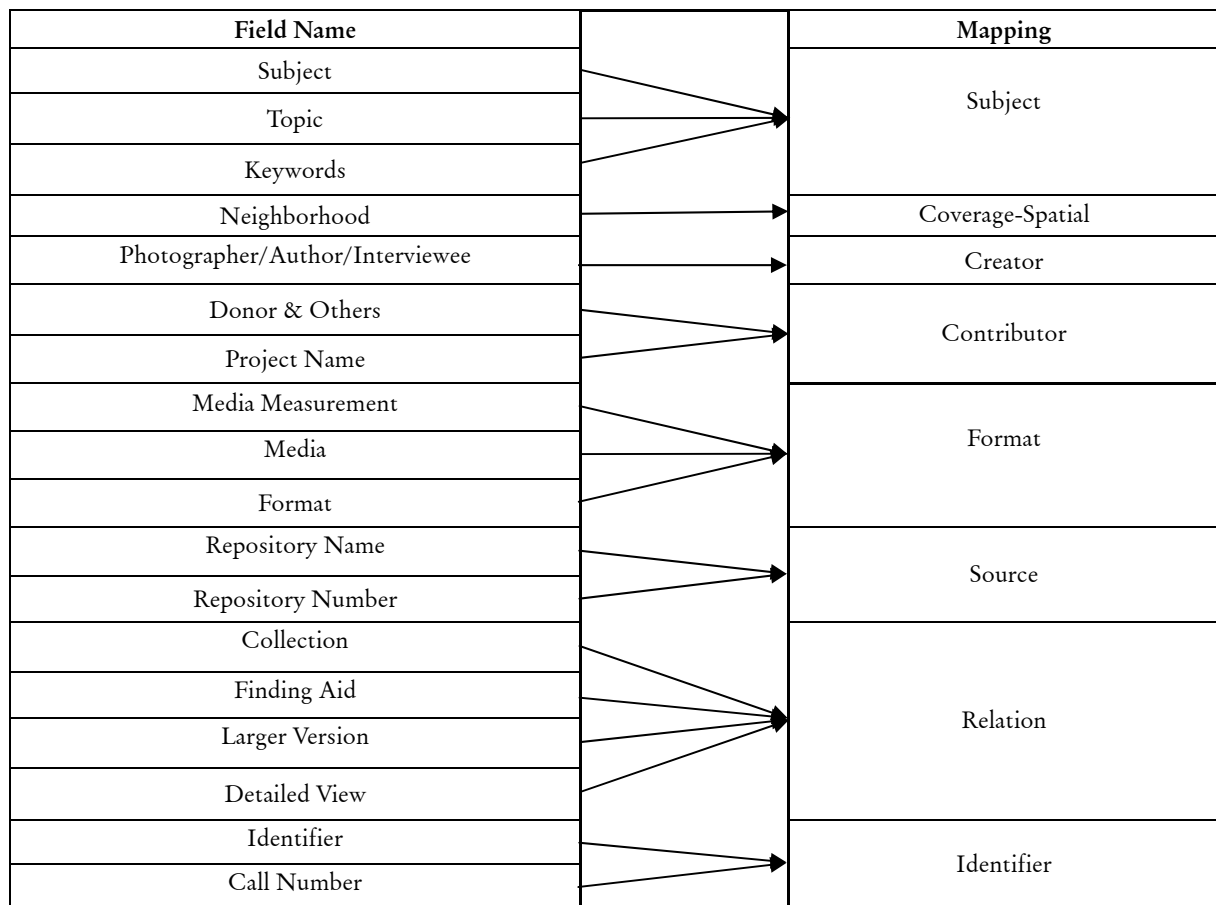 Field Name
Mapping
Subject
Topic
Keywords
Subject
Neighborhood
Coverage-Spatial
Photographer/Author/Interviewee
Creator
Donor & Others
Project Name
Contributor
Media Measurement
Media
Format
Format
Repository Name
Repository Number
Source
Collection
Finding Aid
Larger Version
Detailed View
Relation
Identifier
Call Number
Identifier